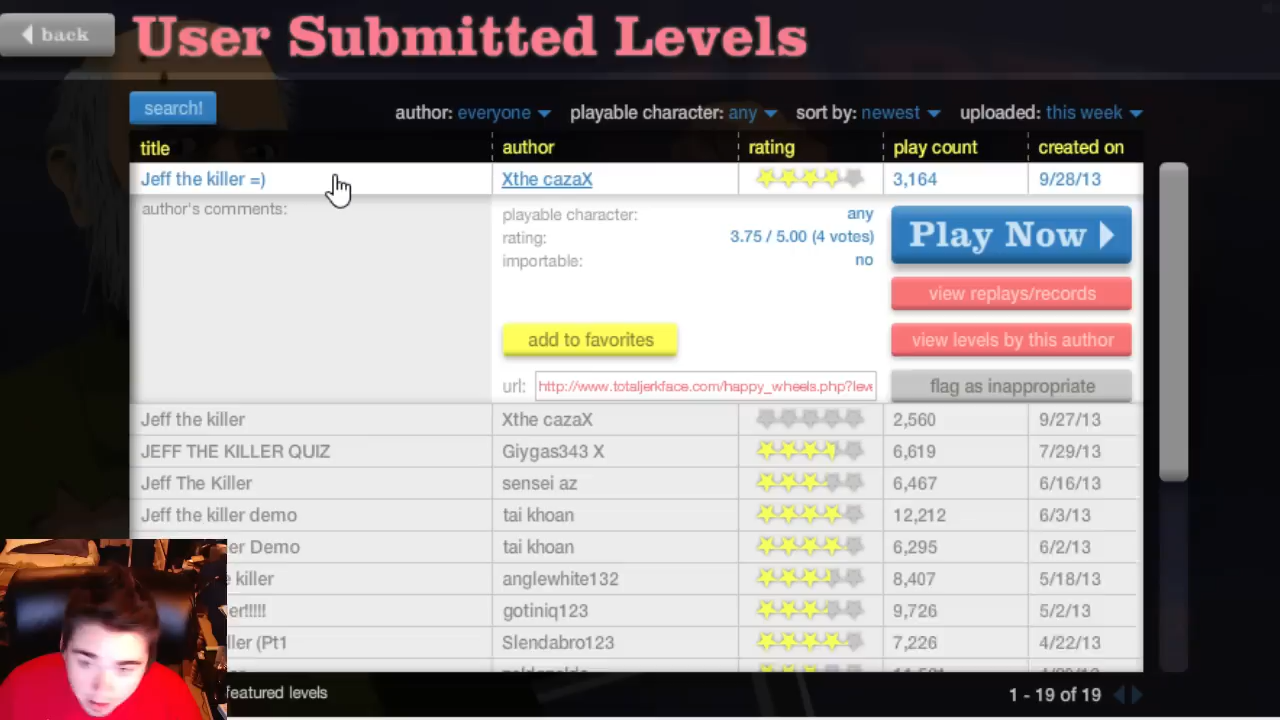 back
User Submitted Levels
search!
author: everyone playable character: any sort by: newest uploaded: this week
title author rating play count created on
Jeff the killer =) Xthe cazaX 3,164 9/28/13
author's comments:
playable character: any
rating: 3.75 / 5.00 (4 votes)
importable: no
Play Now
view replays/records
add to favorites
view levels by this author
url: http://www.totaljerkface.com/happy_wheels.php?leve
flag as inappropriate
Jeff the killer Xthe cazaX 2,560 9/27/13
JEFF THE KILLER QUIZ Giygas343 X 6,619 7/29/13
Jeff The Killer sensei az 6,467 6/16/13
Jeff the killer demo tai khoan 12,212 6/3/13
er Demo tai khoan 6,295 6/2/13
e killer anglewhite132 8,407 5/18/13
er!!!!! gotiniq123 9,726 5/2/13
ller (Pt1 Slendabro123 7,226 4/22/13
featured levels
1 - 19 of 19